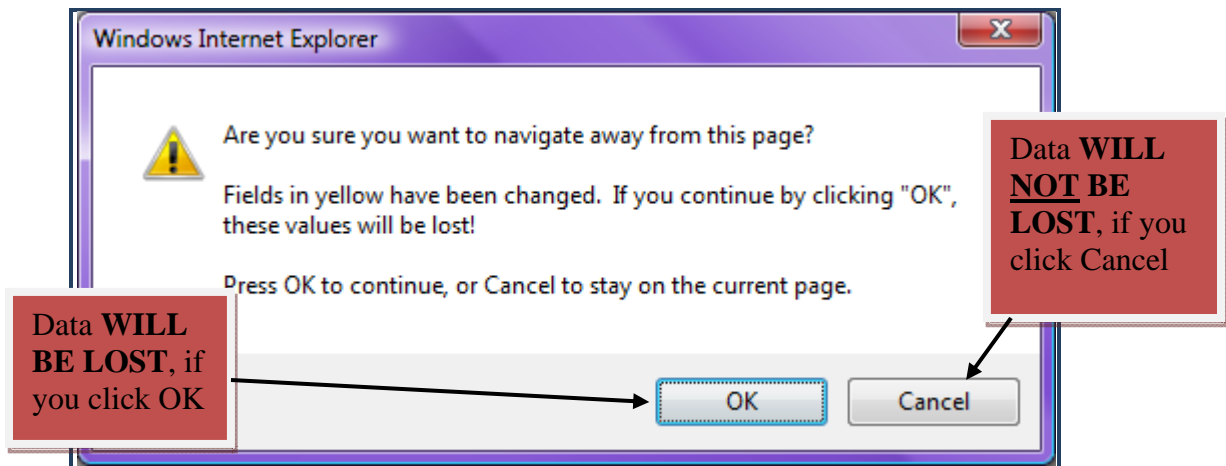 Windows Internet Explorer
Are you sure you want to navigate away from this page?
Fields in yellow have been changed.  If you continue by clicking "OK",
these values will be lost!
Press OK to continue, or Cancel to stay on the current page.
OK
Cancel
Data WILL
NOT BE
LOST, if you
click Cancel
Data WILL
BE LOST, if
you click OK